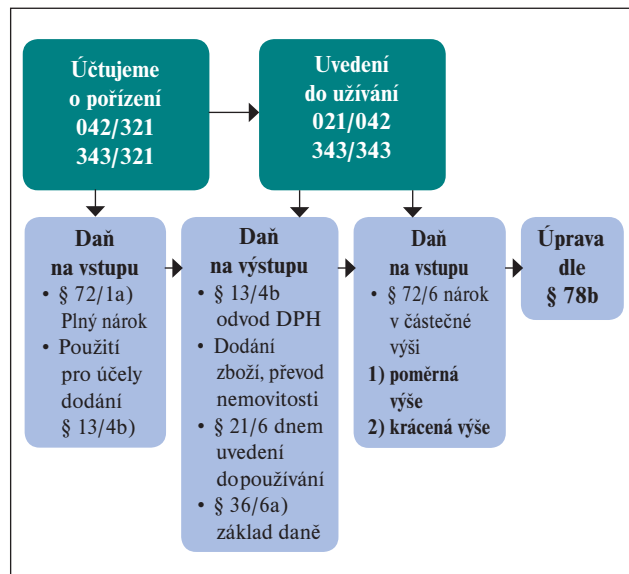 Účtujeme
o pořízení
042/321
343/321
Uvedení
do užívání
021/042
343/343
Daň
na vstupu
• § 72/1a)
Plný nárok
• Použití
pro účely
dodání
§ 13/4b)
Daň
na výstupu
• § 13/4b
odvod DPH
• Dodání
zboží, převod
nemovitosti
• § 21/6 dnem
uvedení
dopoužívání
• § 36/6a)
základ daně
Daň
na vstupu
• § 72/6 nárok
v částečné
výši
1) poměrná
výše
2) krácená výše
Úprava
dle
§ 78b